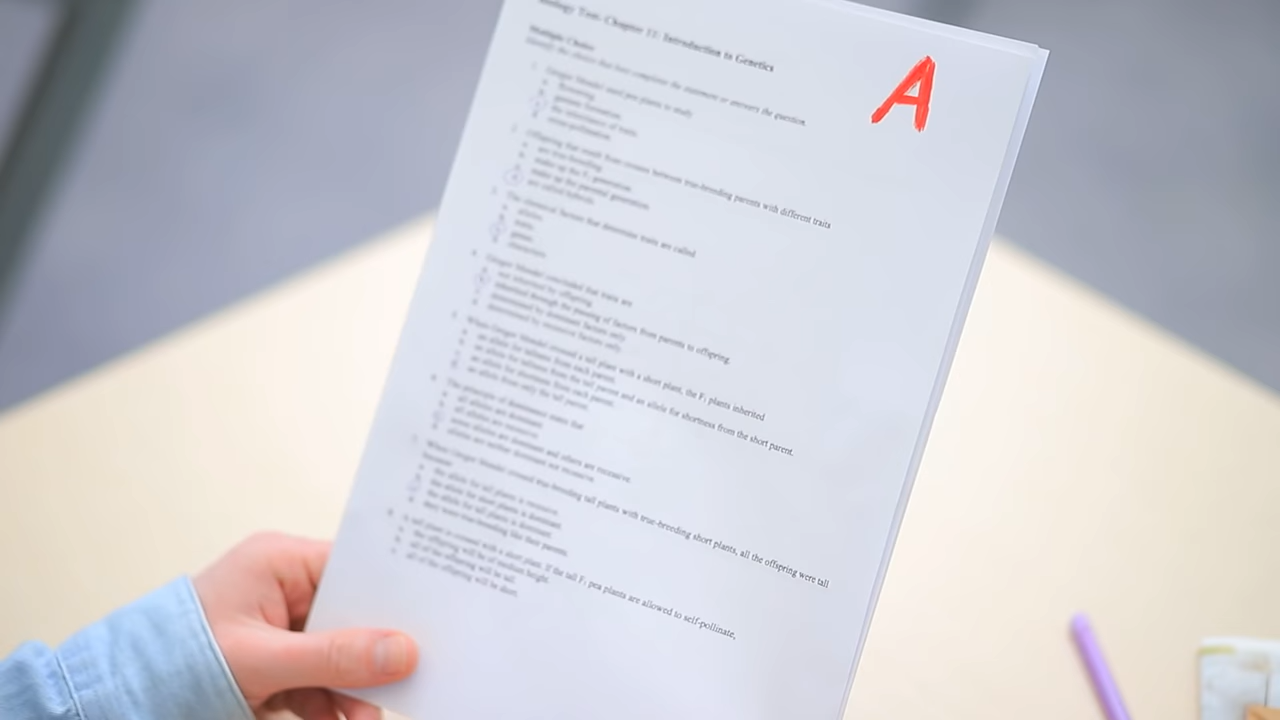 Biology Test: Chapter 11: Introduction to Genetics
A
Multiple Choice
Identify the choice that best completes the statement or answers the question.
Gregor Mendel used pea plants to study
flowering.
gamete formation.
the inheritance of traits.
cross-pollination.
Offspring that result from crosses between true-breeding parents with different traits
are true-breeding.
make up the F₂ generation.
make up the parental generation.
are called hybrids.
The chemical factors that determine traits are called
alleles.
traits.
genes.
characters.
Gregor Mendel concluded that traits are
not inherited by offspring.
inherited through the passing of factors from parents to offspring.
determined by dominant factors only.
determined by recessive factors only.
When Gregor Mendel crossed a tall plant with a short plant, the F₁ plants inherited
an allele for tallness from each parent.
an allele for tallness from the tall parent and an allele for shortness from the short parent.
an allele for shortness from each parent.
an allele from only the tall parent.
The principle of dominance states that
all alleles are dominant.
all alleles are recessive.
some alleles are dominant and others are recessive.
alleles are neither dominant nor recessive.
When Gregor Mendel crossed true-breeding tall plants with true-breeding short plants, all the offspring were tall
because
the allele for tall plants is recessive.
the allele for short plants is dominant.
the allele for tall plants is dominant.
they were true-breeding like their parents.
A tall plant is crossed with a short plant. If the tall F₁ pea plants are allowed to self-pollinate,
the offspring will be of medium height.
all of the offspring will be tall.
all of the offspring will be short.